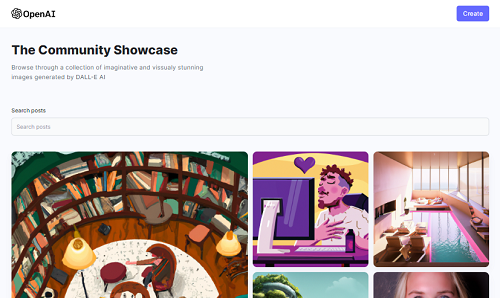 OpenAI
Create
The Community Showcase
Browse through a collection of imaginative and vissualy stunning
images generated by DALL-E AI
Search posts
Search posts